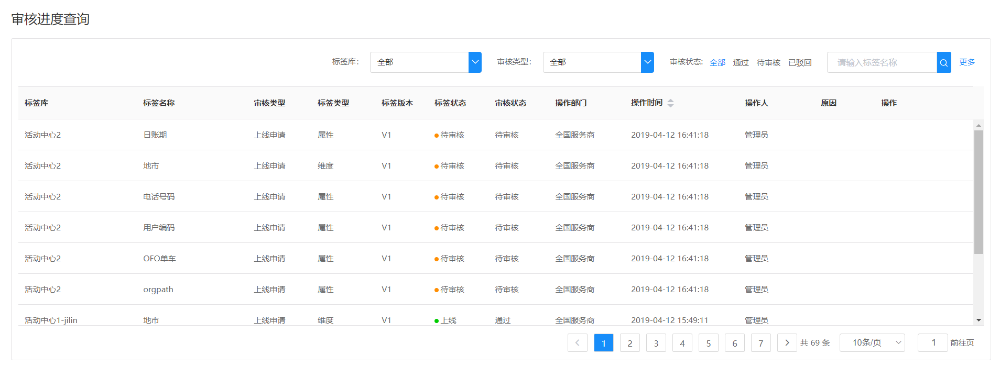 审核进度查询
标签库： 全部 审核类型： 全部 审核状态: 全部 通过 待审核 已驳回 请输入标签名称 更多
标签库 标签名称 审核类型 标签类型 标签版本 标签状态 审核状态 操作部门 操作时间 操作人 原因 操作
活动中心2 日账期 上线申请 属性 V1 待审核 待审核 全国服务商 2019-04-12 16:41:18 管理员
活动中心2 地市 上线申请 维度 V1 待审核 待审核 全国服务商 2019-04-12 16:41:18 管理员
活动中心2 电话号码 上线申请 属性 V1 待审核 待审核 全国服务商 2019-04-12 16:41:18 管理员
活动中心2 用户编码 上线申请 属性 V1 待审核 待审核 全国服务商 2019-04-12 16:41:18 管理员
活动中心2 OFO单车 上线申请 属性 V1 待审核 待审核 全国服务商 2019-04-12 16:41:18 管理员
活动中心2 orgpath 上线申请 属性 V1 待审核 待审核 全国服务商 2019-04-12 16:41:18 管理员
活动中心1-jilin 地市 上线申请 维度 V1 上线 通过 全国服务商 2019-04-12 15:49:11 管理员
1 2 3 4 5 6 7 共 69 条 10条/页 1 前往页